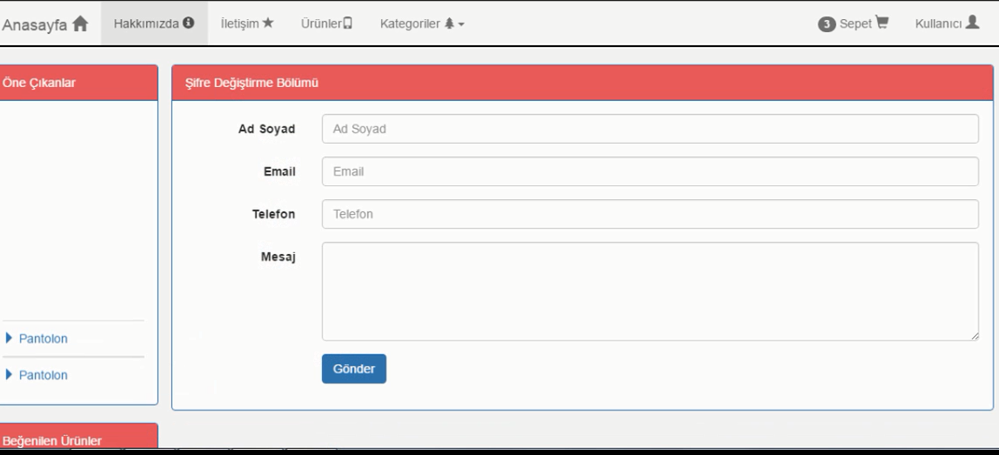 Anasayfa Hakkımızda İletişim Ürünler Kategoriler 3 Sepet Kullanıcı
Öne Çıkanlar
Pantolon
Pantolon
Beğenilen Ürünler
Şifre Değiştirme Bölümü
Ad Soyad Ad Soyad
Email Email
Telefon Telefon
Mesaj
Gönder